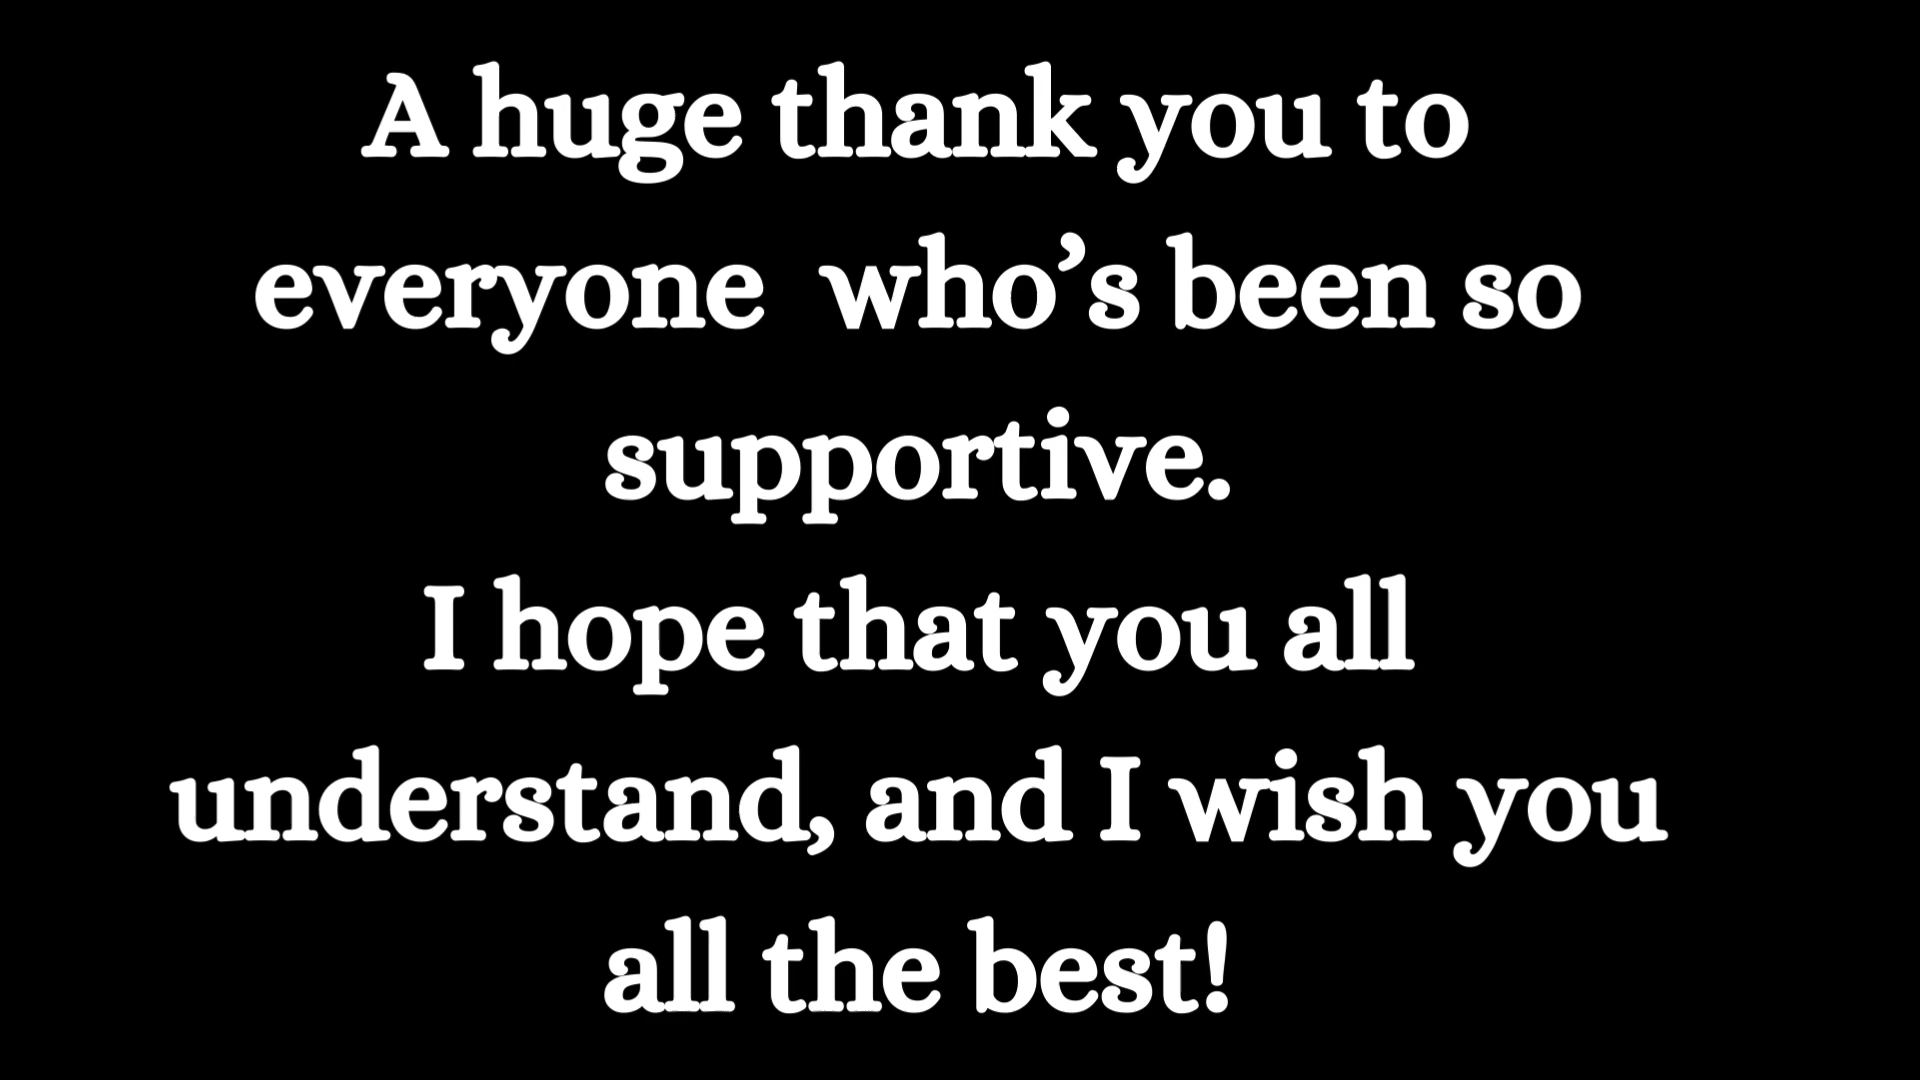 A huge thank you to
everyone  who’s been so
supportive.
I hope that you all
understand, and I wish you
all the best!